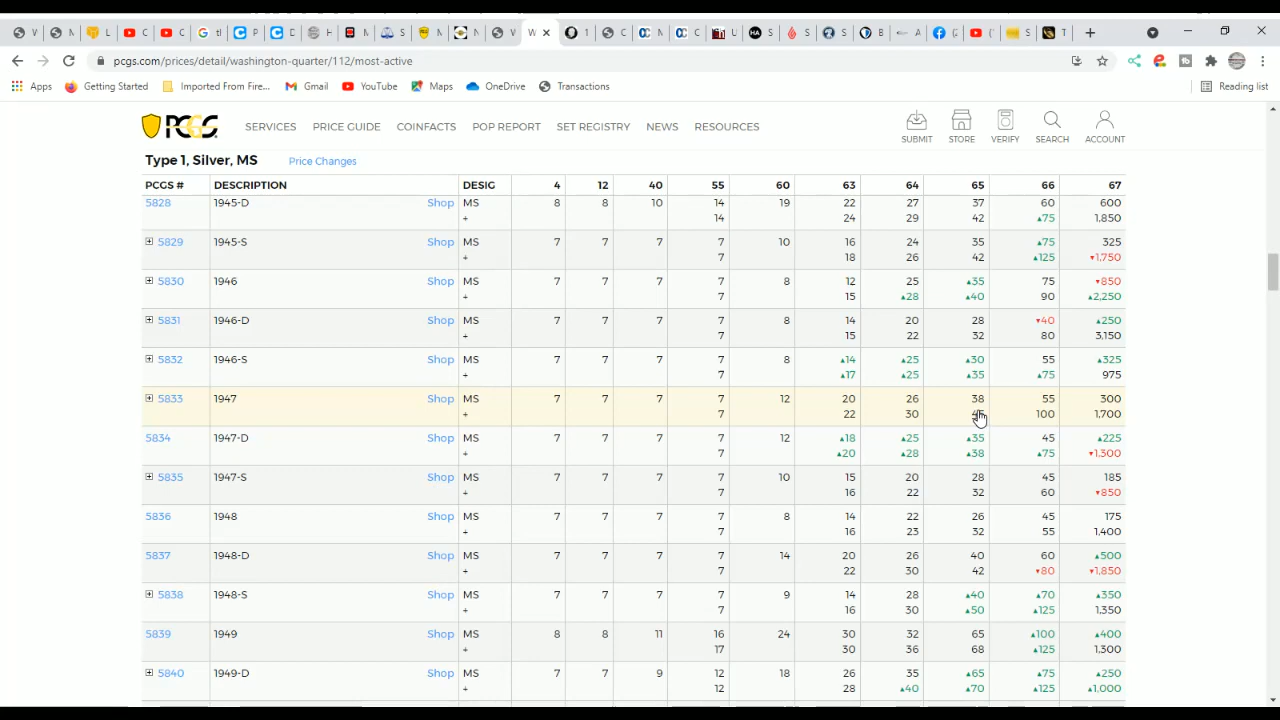 pcgs.com/prices/detail/washington-quarter/112/most-active
Apps Getting Started Imported From Fire... Gmail YouTube Maps OneDrive Transactions Reading list
PCGS SERVICES PRICE GUIDE COINFACTS POP REPORT SET REGISTRY NEWS RESOURCES SUBMIT STORE VERIFY SEARCH ACCOUNT
Type 1, Silver, MS Price Changes
PCGS # DESCRIPTION DESIG 4 12 40 55 60 63 64 65 66 67
5828 1945-D Shop MS 8 8 10 14 19 22 27 37 60 600
+ 14 24 29 42 ▲75 1,850
5829 1945-S Shop MS 7 7 7 7 10 16 24 35 ▲75 325
+ 7 18 26 42 ▲125 ▼1,750
5830 1946 Shop MS 7 7 7 7 8 12 25 ▲35 75 ▼850
+ 7 15 ▲28 ▲40 90 ▲2,250
5831 1946-D Shop MS 7 7 7 7 8 14 20 28 ▼40 ▲250
+ 7 15 22 32 80 3,150
5832 1946-S Shop MS 7 7 7 7 8 ▲14 ▲25 ▲30 55 ▲325
+ 7 ▲17 ▲25 ▲35 ▲75 975
5833 1947 Shop MS 7 7 7 7 12 20 26 38 55 300
+ 7 22 30 100 1,700
5834 1947-D Shop MS 7 7 7 7 12 ▲18 ▲25 ▲35 45 ▲225
+ 7 ▲20 ▲28 ▲38 ▲75 ▼1,300
5835 1947-S Shop MS 7 7 7 7 10 15 20 28 45 185
+ 7 16 22 32 60 ▼850
5836 1948 Shop MS 7 7 7 7 8 14 22 26 45 175
+ 7 16 23 32 55 1,400
5837 1948-D Shop MS 7 7 7 7 14 20 26 40 60 ▲500
+ 7 22 30 42 ▼80 ▼1,850
5838 1948-S Shop MS 7 7 7 7 9 14 28 ▲40 ▲70 ▲350
+ 7 16 30 ▲50 ▲125 1,350
5839 1949 Shop MS 8 8 11 16 24 30 32 65 ▲100 ▲400
+ 17 30 36 68 ▲125 1,300
5840 1949-D Shop MS 7 7 9 12 18 26 35 ▲65 ▲75 ▲250
+ 12 28 ▲40 ▲70 ▲125 ▲1,000